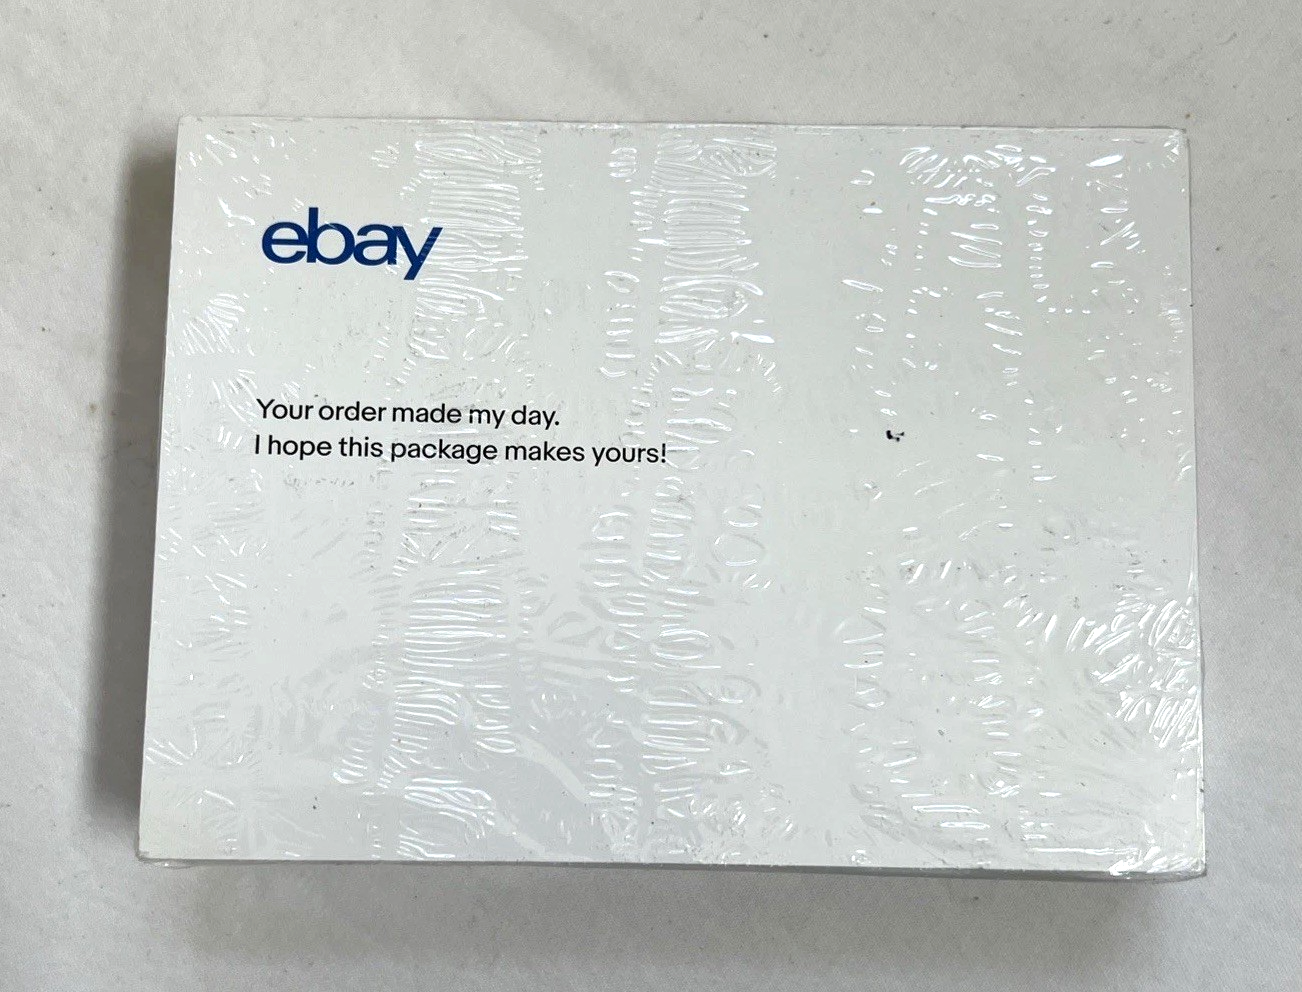 ebay
Your order made my day.
I hope this package makes yours!